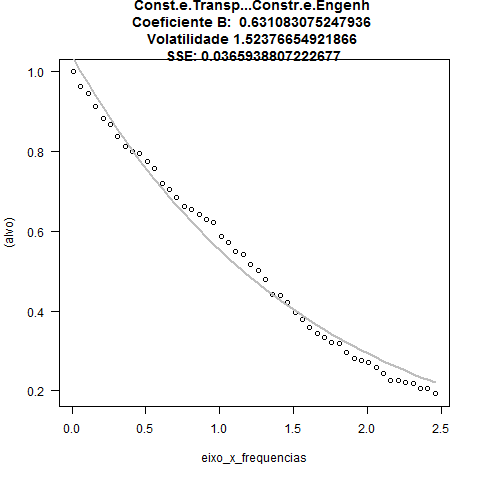 Const.e.Transp...Constr.e.Engenh
Coeficiente B:  0.631083075247936
Volatilidade 1.52376654921866
SSE: 0.0365938807222677
1.0
0.8
0.6
0.4
0.2
(alvo)
0.0 0.5 1.0 1.5 2.0 2.5
eixo_x_frequencias